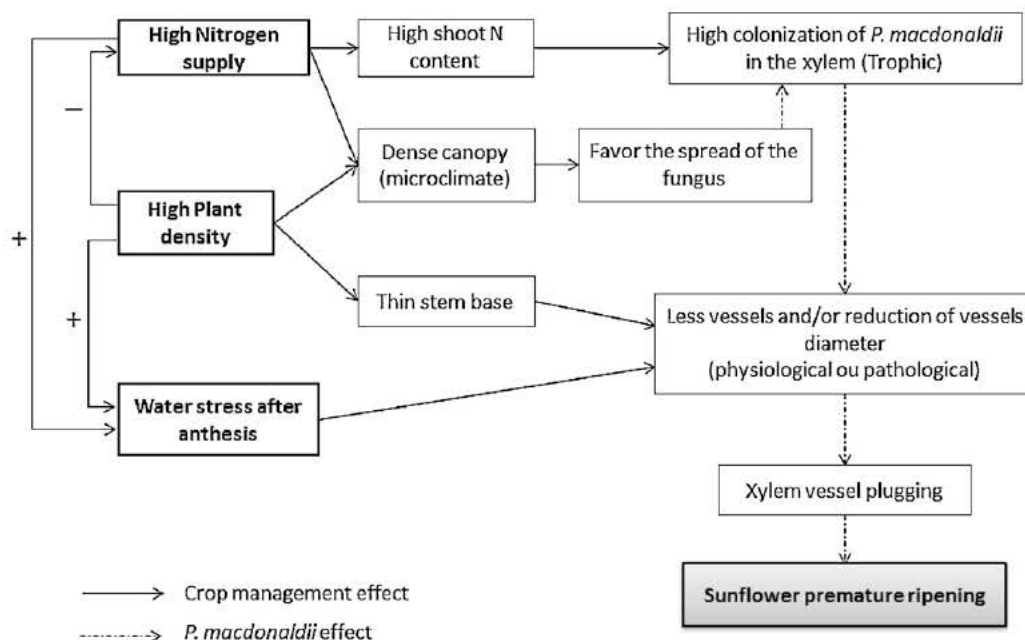 High Nitrogen
supply
High shoot N
content
High colonization of P. macdonaldii
in the xylem (Trophic)
−
Dense canopy
(microclimate)
Favor the spread of the
fungus
High Plant
density
+
+
Thin stem base
Less vessels and/or reduction of vessels
diameter
(physiological ou pathological)
Water stress after
anthesis
Xylem vessel plugging
Sunflower premature ripening
Crop management effect
P. macdonaldii effect